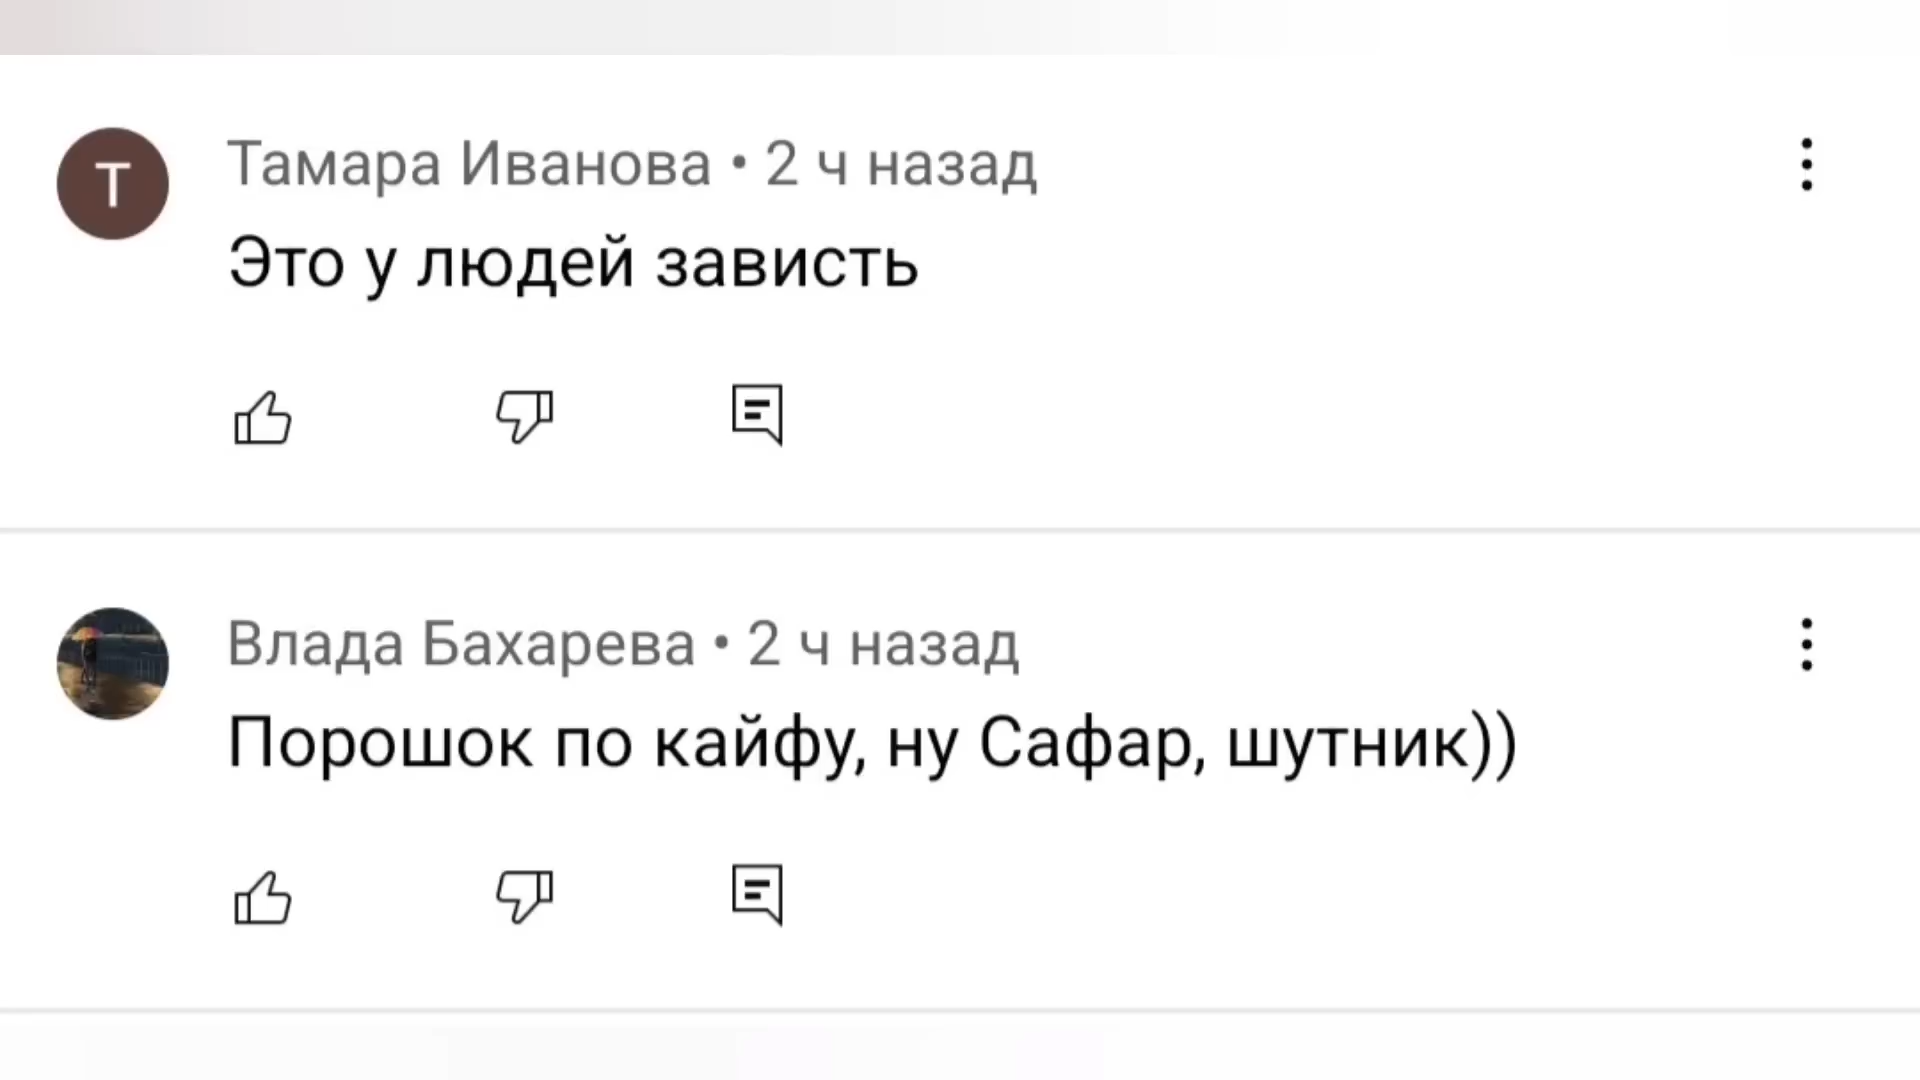 Т
Тамара Иванова • 2 ч назад
Это у людей зависть
Влада Бахарева • 2 ч назад
Порошок по кайфу, ну Сафар, шутник))